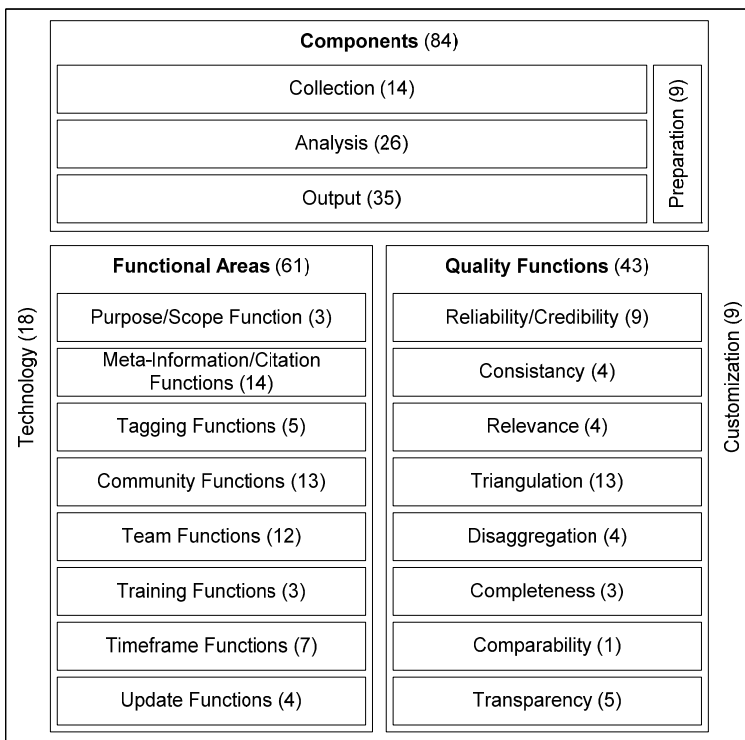 Components (84)
Collection (14)
Analysis (26)
Output (35)
Preparation (9)
Technology (18)
Functional Areas (61)
Purpose/Scope Function (3)
Meta-Information/Citation
Functions (14)
Tagging Functions (5)
Community Functions (13)
Team Functions (12)
Training Functions (3)
Timeframe Functions (7)
Update Functions (4)
Quality Functions (43)
Reliability/Credibility (9)
Consistancy (4)
Relevance (4)
Triangulation (13)
Disaggregation (4)
Completeness (3)
Comparability (1)
Transparency (5)
Customization (9)